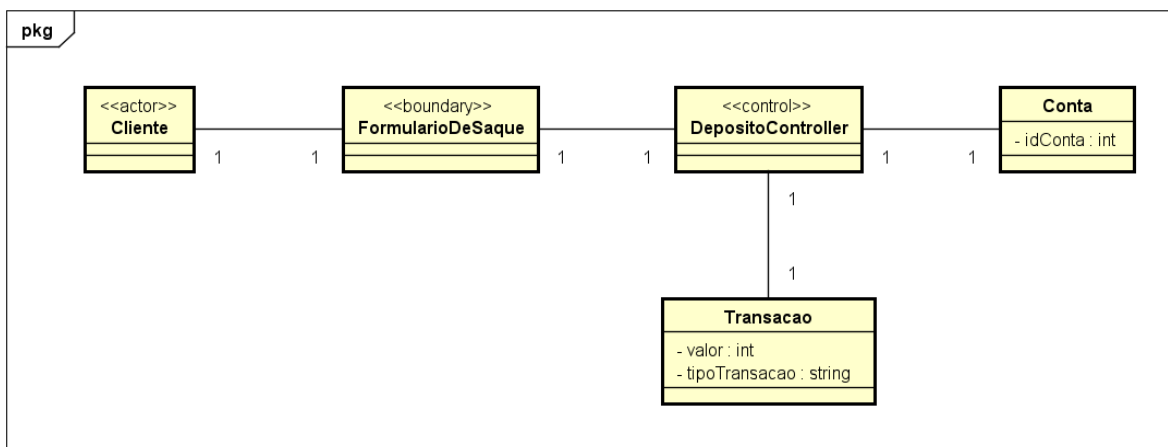 pkg
<<actor>>
Cliente
1
1
<<boundary>>
FormularioDeSaque
1
1
<<control>>
DepositoController
1
1
Conta
- idConta : int
1
1
Transacao
- valor : int
- tipoTransacao : string